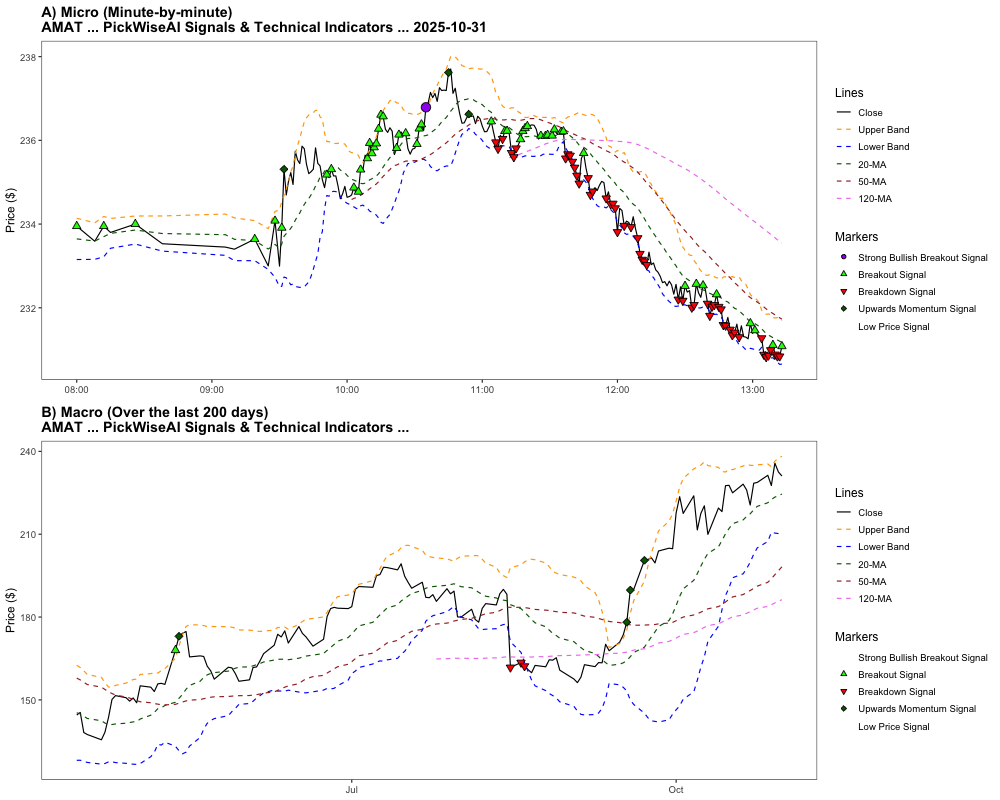 A) Micro (Minute-by-minute)
AMAT ... PickWiseAI Signals & Technical Indicators ... 2025-10-31
Price ($)
238
236
234
232
08:00
09:00
10:00
11:00
12:00
13:00
Lines
Close
Upper Band
Lower Band
20-MA
50-MA
120-MA
Markers
Strong Bullish Breakout Signal
Breakout Signal
Breakdown Signal
Upwards Momentum Signal
Low Price Signal
B) Macro (Over the last 200 days)
AMAT ... PickWiseAI Signals & Technical Indicators ...
Price ($)
240
210
180
150
Jul
Oct
Lines
Close
Upper Band
Lower Band
20-MA
50-MA
120-MA
Markers
Strong Bullish Breakout Signal
Breakout Signal
Breakdown Signal
Upwards Momentum Signal
Low Price Signal